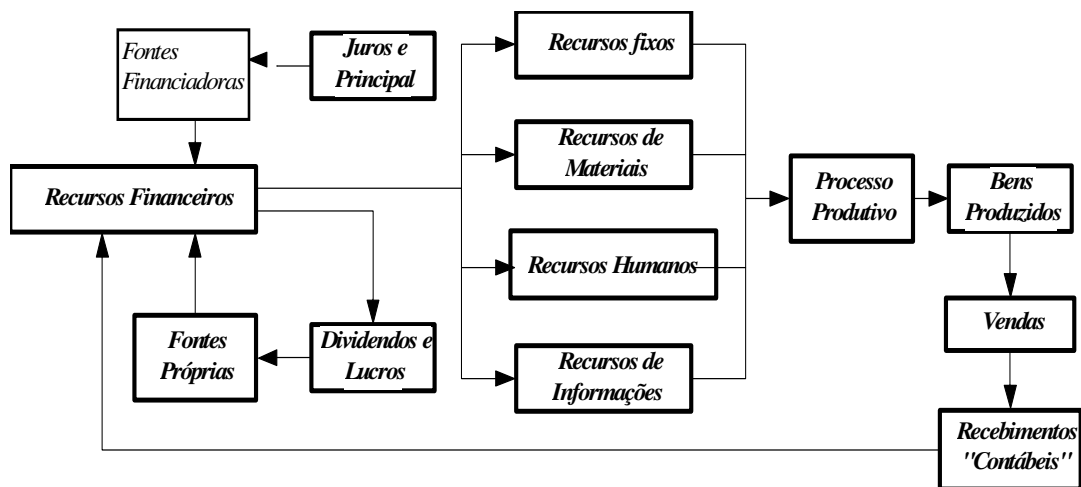 Fontes
Financiadoras
Juros e
Principal
Recursos fixos
Recursos de
Materiais
Recursos Financeiros
Processo
Produtivo
Bens
Produzidos
Recursos Humanos
Fontes
Próprias
Dividendos e
Lucros
Vendas
Recursos de
Informações
Recebimentos
"Contábeis"